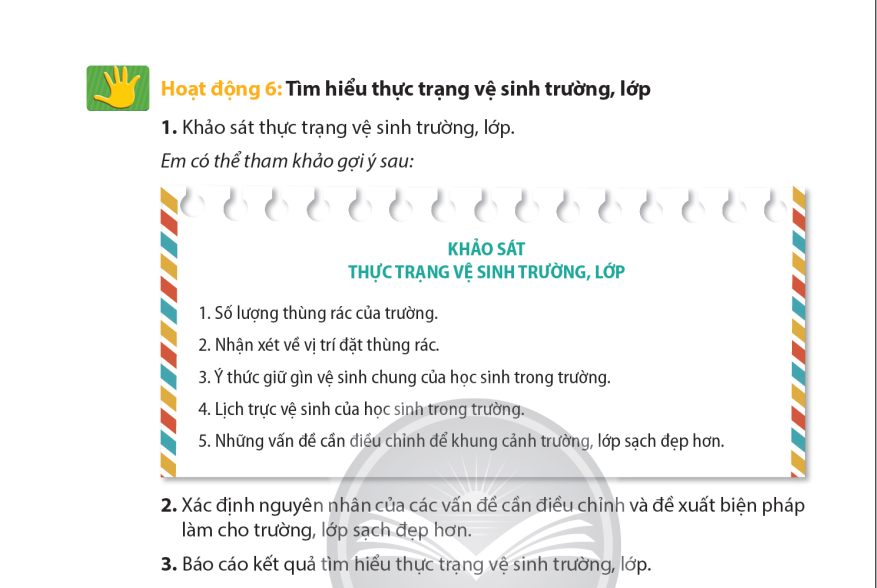 Hoạt động 6: Tìm hiểu thực trạng vệ sinh trường, lớp
1. Khảo sát thực trạng vệ sinh trường, lớp.
Em có thể tham khảo gợi ý sau:
KHẢO SÁT
THỰC TRẠNG VỆ SINH TRƯỜNG, LỚP
1. Số lượng thùng rác của trường.
2. Nhận xét về vị trí đặt thùng rác.
3. Ý thức giữ gìn vệ sinh chung của học sinh trong trường.
4. Lịch trực vệ sinh của học sinh trong trường.
5. Những vấn đề cần điều chỉnh để khung cảnh trường, lớp sạch đẹp hơn.
2. Xác định nguyên nhân của các vấn đề cần điều chỉnh và đề xuất biện pháp
làm cho trường, lớp sạch đẹp hơn.
3. Báo cáo kết quả tìm hiểu thực trạng vệ sinh trường, lớp.